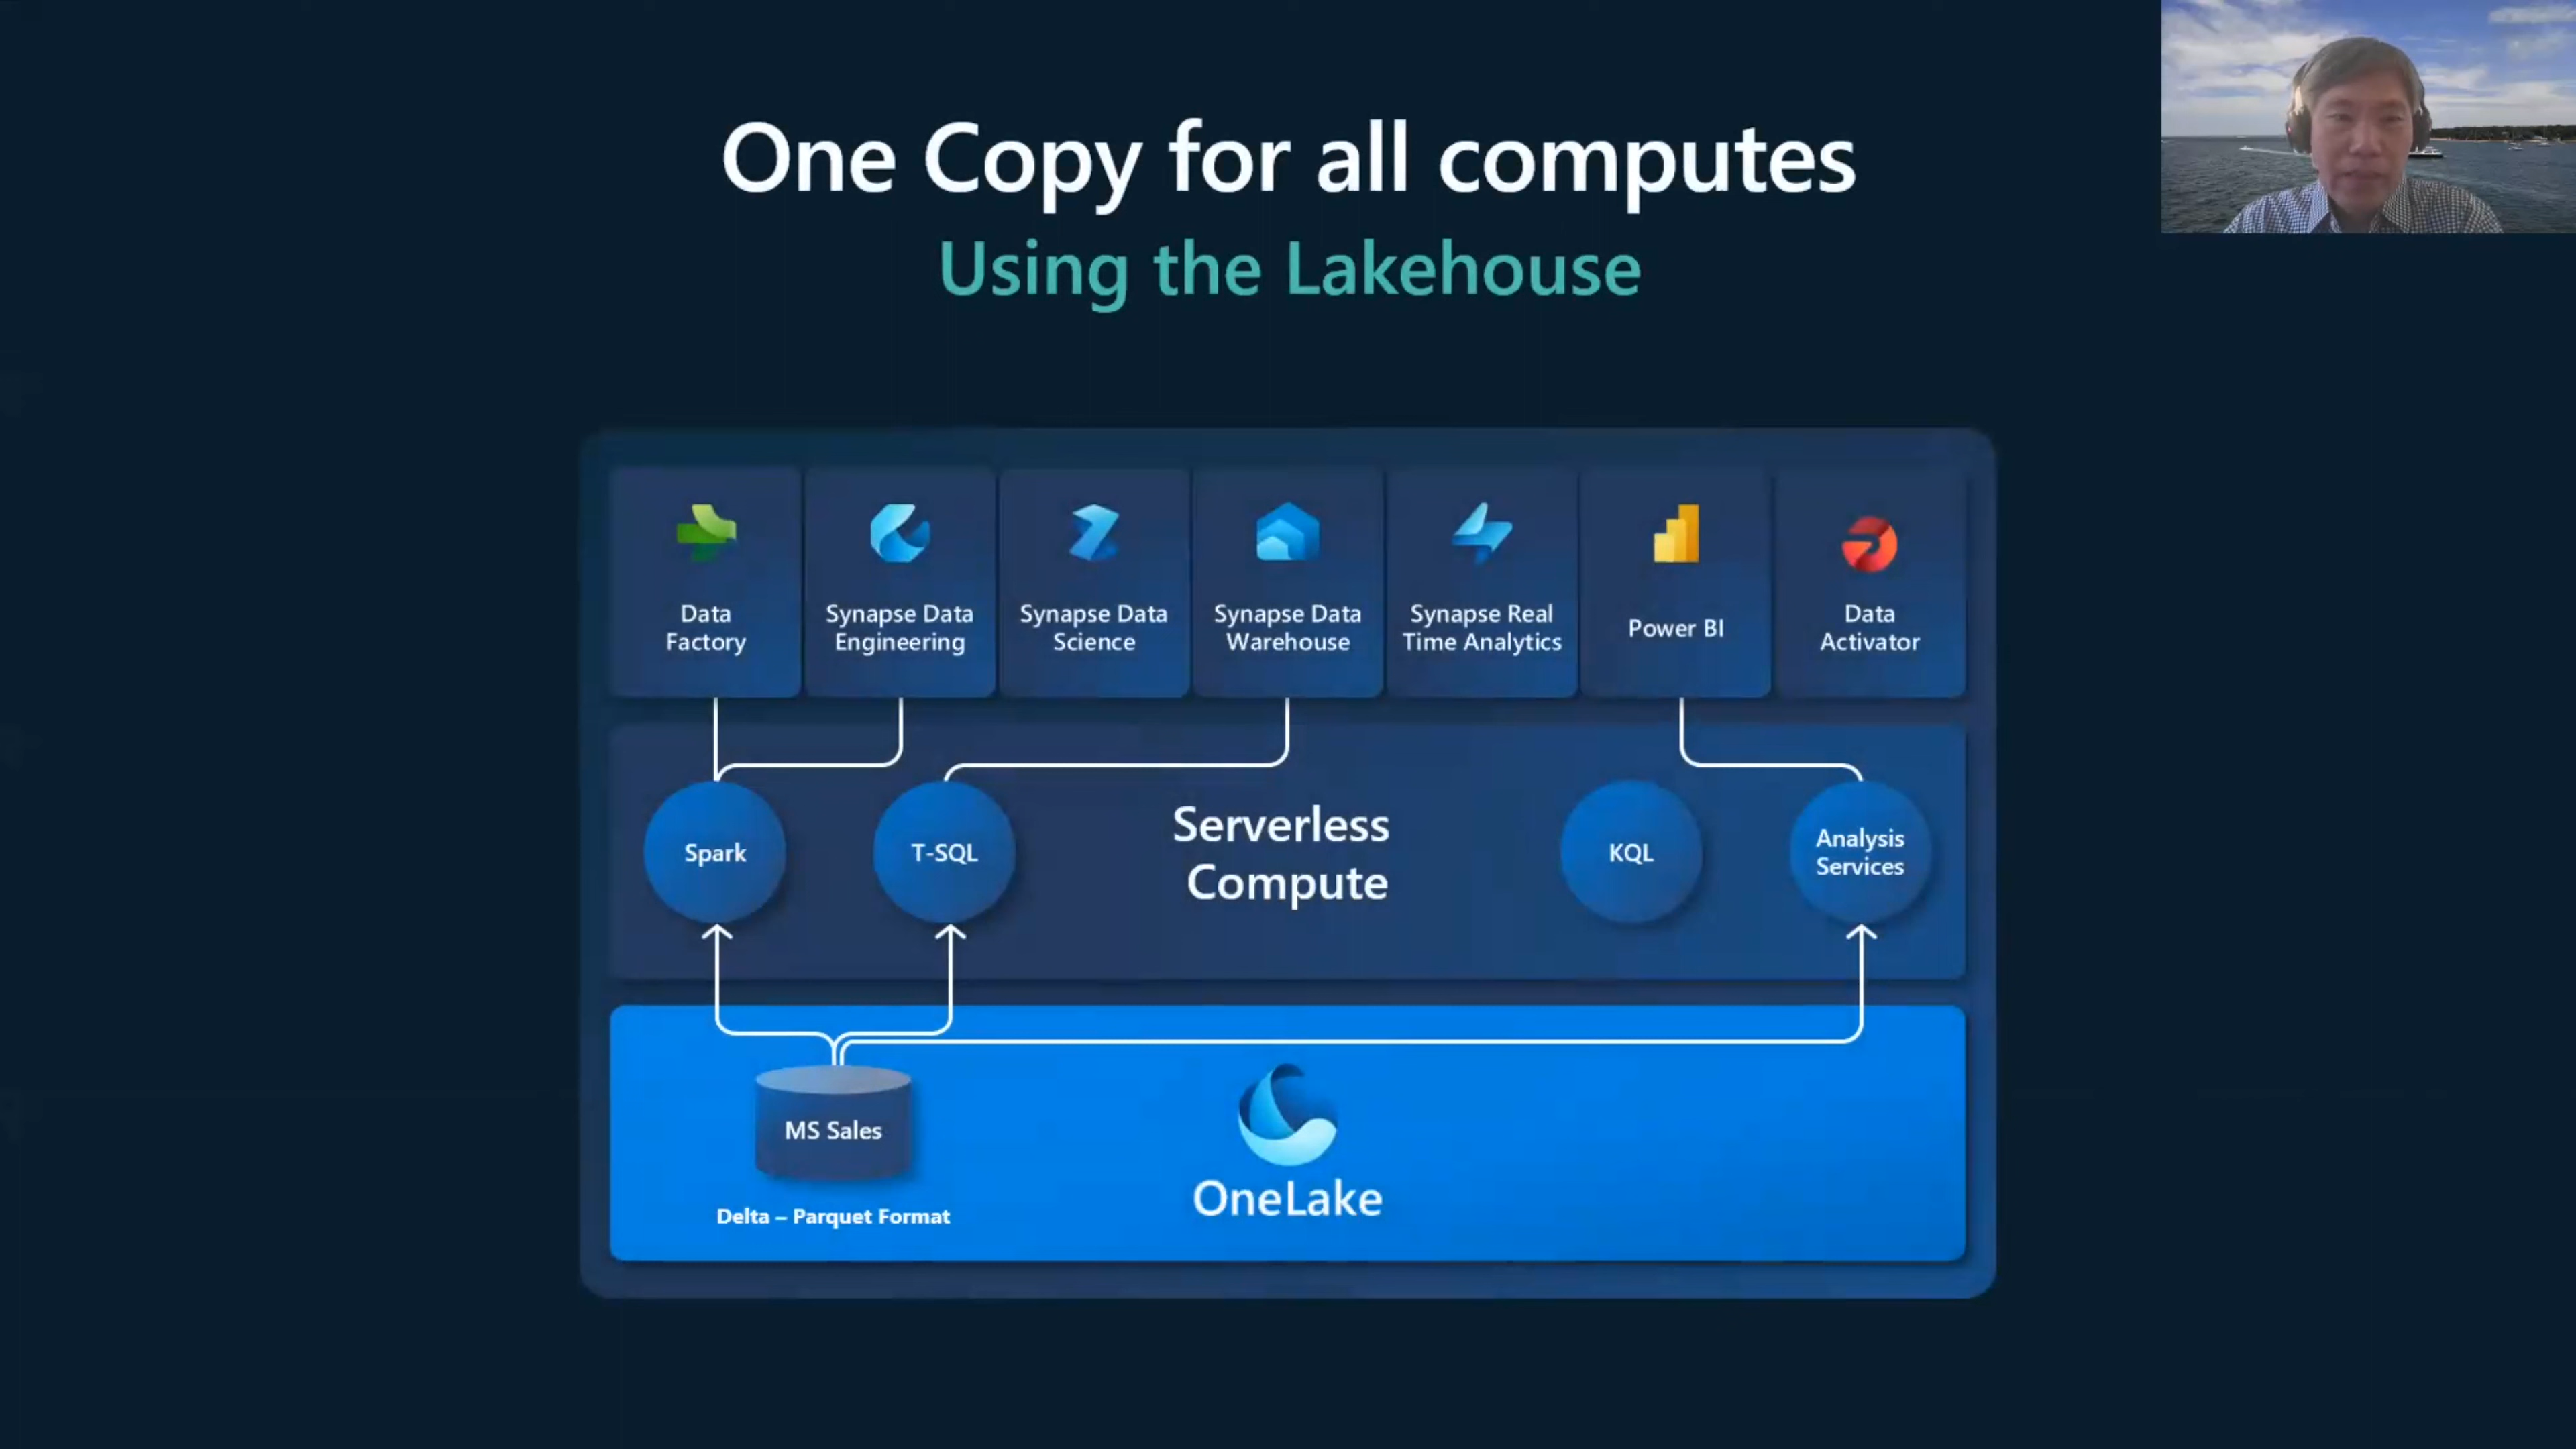 One Copy for all computes
Using the Lakehouse
Data
Factory
Synapse Data
Engineering
Synapse Data
Science
Synapse Data
Warehouse
Synapse Real
Time Analytics
Power BI
Data
Activator
Spark
T-SQL
Serverless
Compute
KQL
Analysis
Services
MS Sales
Delta – Parquet Format
OneLake